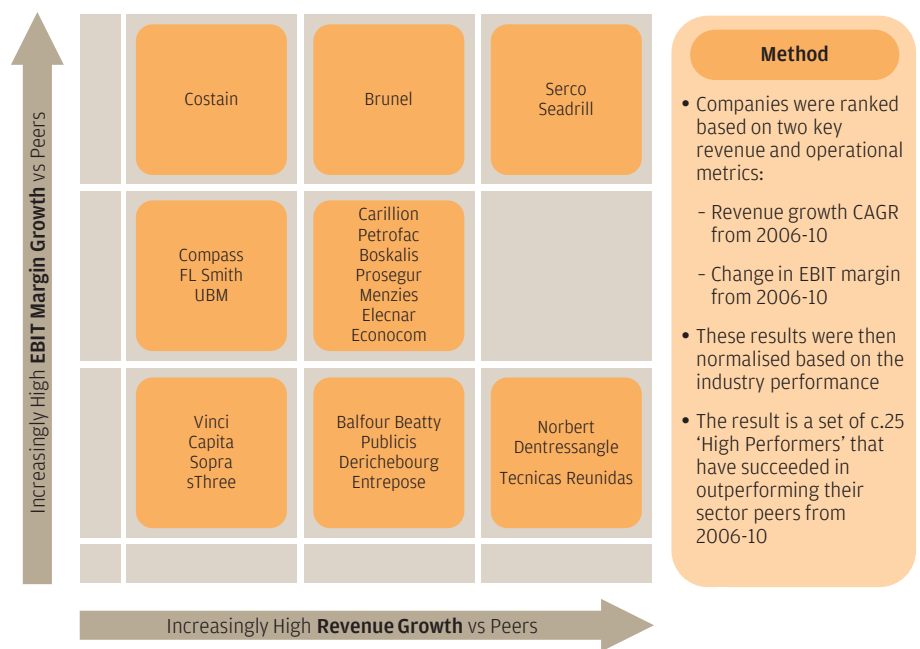 Increasingly High EBIT Margin Growth vs Peers
Costain
Brunel
Serco
Seadrill
Compass
FL Smith
UBM
Carillion
Petrofac
Boskalis
Prosegur
Menzies
Elecnar
Econocom
Vinci
Capita
Sopra
sThree
Balfour Beatty
Publicis
Derichebourg
Entrepose
Norbert
Dentressangle
Tecnicas Reunidas
Increasingly High Revenue Growth vs Peers
Method
• Companies were ranked
based on two key
revenue and operational
metrics:
– Revenue growth CAGR
from 2006-10
– Change in EBIT margin
from 2006-10
• These results were then
normalised based on the
industry performance
• The result is a set of c.25
‘High Performers’ that
have succeeded in
outperforming their
sector peers from
2006-10